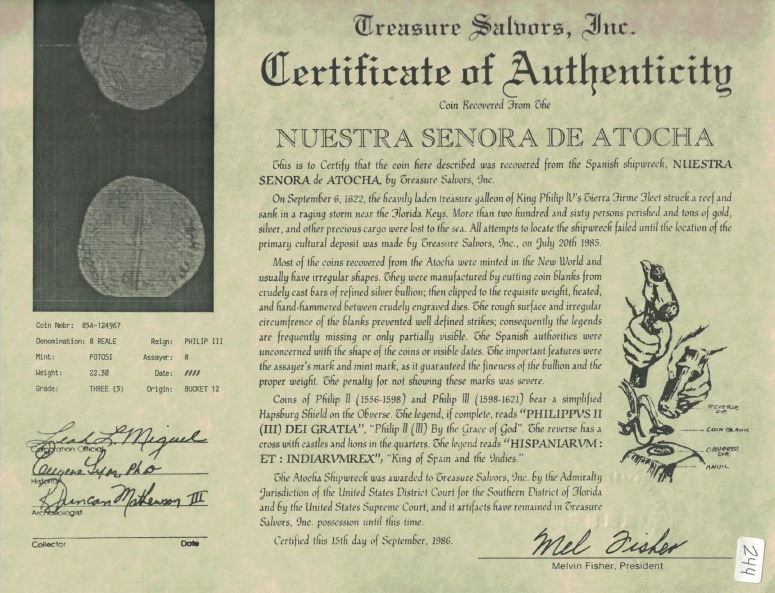 Treasure Salvors, Inc.
Certificate of Authenticity
Coin Recovered From The
NUESTRA SENORA DE ATOCHA
This is to Certify that the coin here described was recovered from the Spanish shipwreck, NUESTRA
SENORA de ATOCHA, by Treasure Salvors, Inc.
On September 6, 1622, the heavily laden treasure galleon of King Philip IV's Tierra Firme Fleet struck a reef and
sank in a raging storm near the Florida Keys. More than two hundred and sixty persons perished and tons of gold,
silver, and other precious cargo were lost to the sea. All attempts to locate the shipwreck failed until the location of the
primary cultural deposit was made by Treasure Salvors, Inc., on July 20th 1985.
Most of the coins recovered from the Atocha were minted in the New World and
usually have irregular shapes. They were manufactured by cutting coin blanks from
crudely cast bars of refined silver bullion; then clipped to the requisite weight, heated,
and hand-hammered between crudely engraved dies. The rough surface and irregular
circumfrence of the blanks prevented well defined strikes; consequently the legends
are frequently missing or only partially visible. The Spanish authorities were
unconcerned with the shape of the coins or visible dates. The important features were
the assayer's mark and mint mark, as it guaranteed the fineness of the bullion and the
proper weight. The penalty for not showing these marks was severe.
Coins of Philip II (1556-1598) and Philip III (1598-1621) bear a simplified
Hapsburg Shield on the Obverse. The legend, if complete, reads "PHILIPPVS II
(III) DEI GRATIA", "Philip II (III) By the Grace of God". The reverse has a
cross with castles and lions in the quarters. The legend reads "HISPANIARVM :
ET : INDIARVMREX", "King of Spain and the Indies."
The Atocha Shipwreck was awarded to Treasure Salvors, Inc. by the Admiralty
Jurisdiction of the United States District Court for the Southern District of Florida
and by the United States Supreme Court, and it artifacts have remained in Treasure
Salvors, Inc. possession until this time.
Certified this 15th day of September, 1986.
Mel Fisher
Melvin Fisher, President
REVERSE
DIE
COIN BLANK
OBVERSE
DIE
ANVIL
Coin Nmbr: 85A-124967
Denomination: 8 REALE Reign: PHILIP III
Mint: POTOSI Assayer: R
Weight: 22.30 Date: ////
Grade: THREE (3) Origin: BUCKET 12
Leah L. Miguel
Corporation Official
Eugene Lyon, PhD
Historian
R Duncan Mathewson III
Archaeologist
Collector Date
244